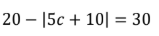 20 − |5c + 10| = 30